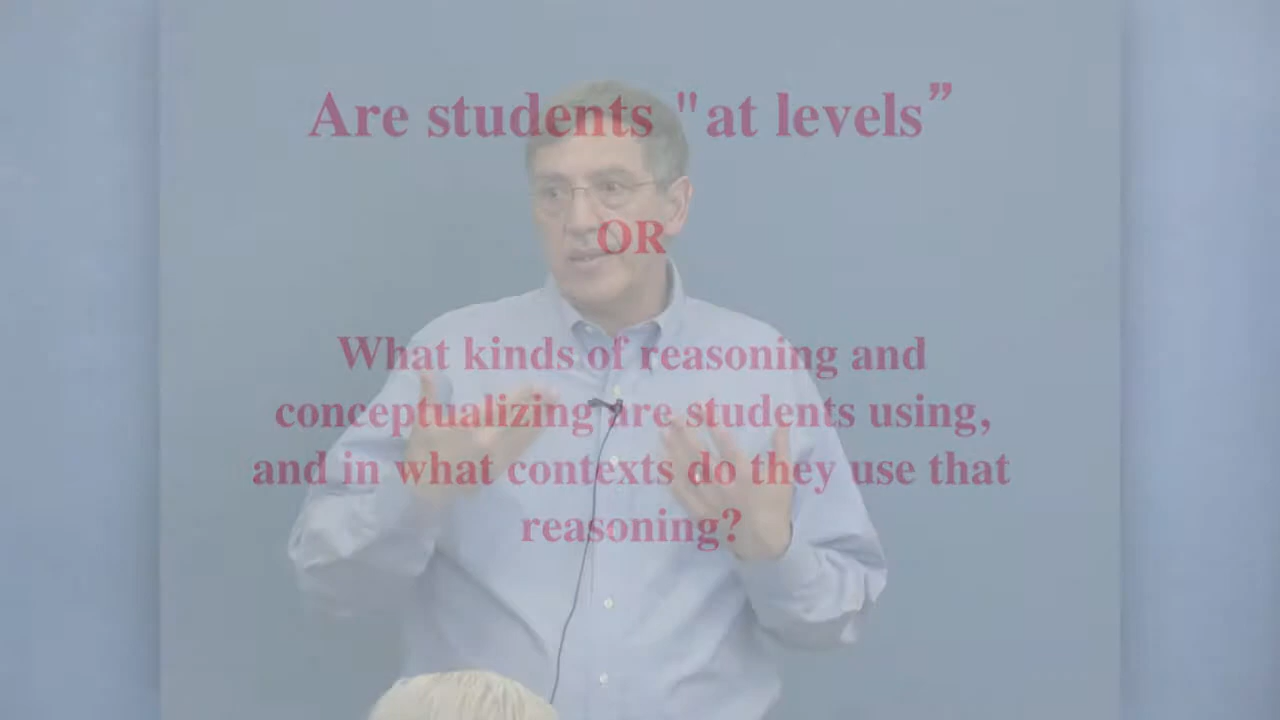 Are students "at levels”
OR
What kinds of reasoning and
conceptualizing are students using,
and in what contexts do they use that
reasoning?